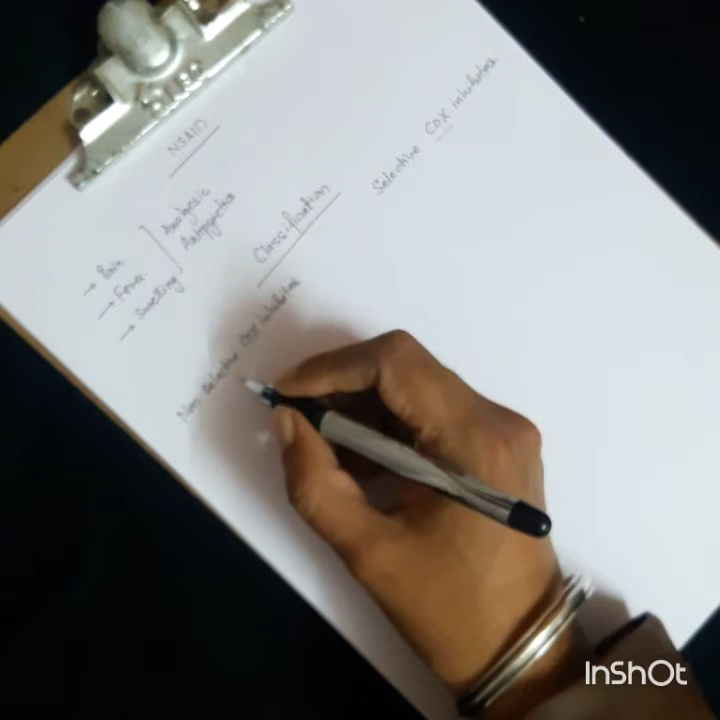 NSAID
→ Pain
→ Fever
→ Swelling
Analgesic
Antipyretics
Classification
Non selective COX inhibitors
Selective COX inhibitors
InShOt